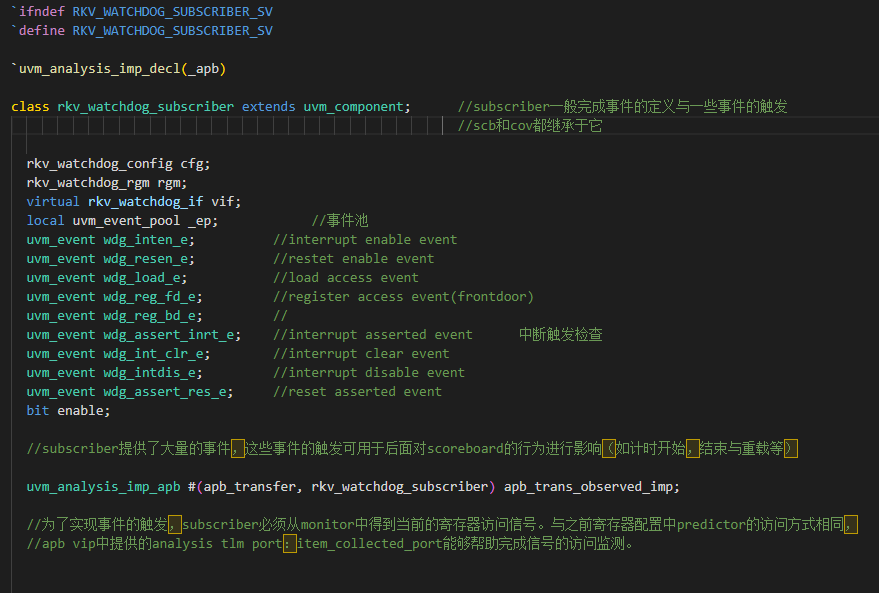 `ifndef RKV_WATCHDOG_SUBSCRIBER_SV
`define RKV_WATCHDOG_SUBSCRIBER_SV
`uvm_analysis_imp_decl(_apb)
class rkv_watchdog_subscriber extends uvm_component; //subscriber一般完成事件的定义与一些事件的触发
//scb和cov都继承于它
rkv_watchdog_config cfg;
rkv_watchdog_rgm rgm;
virtual rkv_watchdog_if vif;
local uvm_event_pool _ep; //事件池
uvm_event wdg_inten_e; //interrupt enable event
uvm_event wdg_resen_e; //restet enable event
uvm_event wdg_load_e; //load access event
uvm_event wdg_reg_fd_e; //register access event(frontdoor)
uvm_event wdg_reg_bd_e; //
uvm_event wdg_assert_inrt_e; //interrupt asserted event 中断触发检查
uvm_event wdg_int_clr_e; //interrupt clear event
uvm_event wdg_intdis_e; //interrupt disable event
uvm_event wdg_assert_res_e; //reset asserted event
bit enable;
//subscriber提供了大量的事件，这些事件的触发可用于后面对scoreboard的行为进行影响（如计时开始，结束与重载等）
uvm_analysis_imp_apb #(apb_transfer, rkv_watchdog_subscriber) apb_trans_observed_imp;
//为了实现事件的触发，subscriber必须从monitor中得到当前的寄存器访问信号。与之前寄存器配置中predictor的访问方式相同，
//apb vip中提供的analysis tlm port：item_collected_port能够帮助完成信号的访问监测。